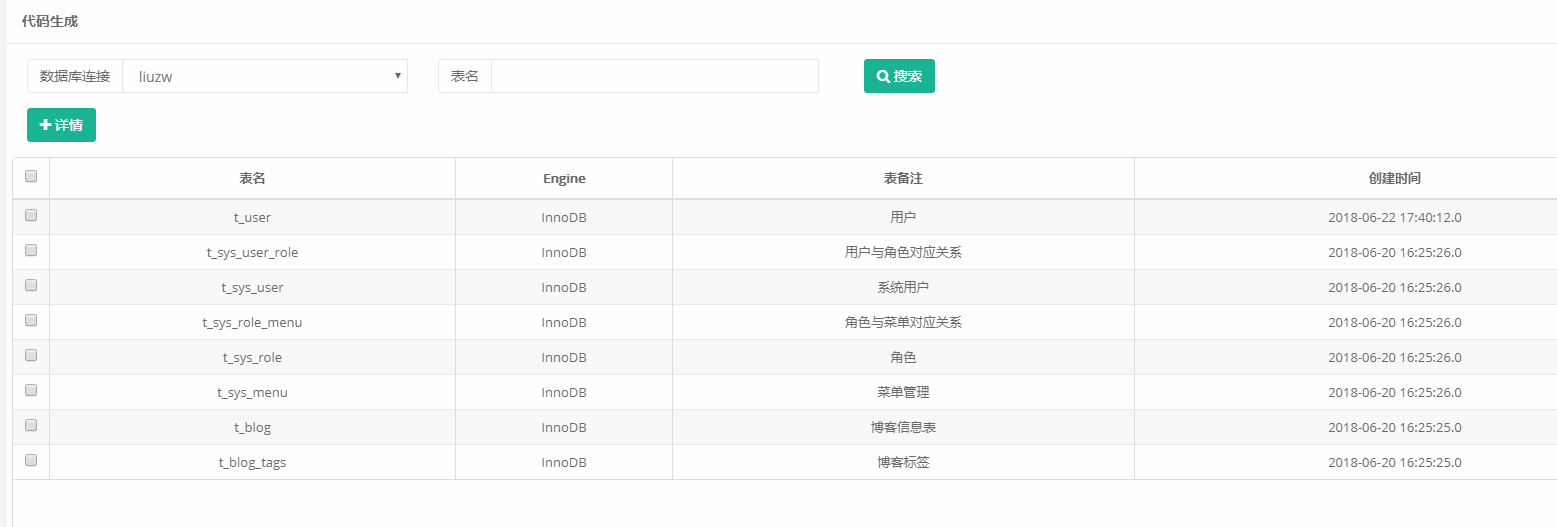 代码生成
数据库连接 liuzw 表名 搜索
详情
表名 Engine 表备注 创建时间
t_user InnoDB 用户 2018-06-22 17:40:12.0
t_sys_user_role InnoDB 用户与角色对应关系 2018-06-20 16:25:26.0
t_sys_user InnoDB 系统用户 2018-06-20 16:25:26.0
t_sys_role_menu InnoDB 角色与菜单对应关系 2018-06-20 16:25:26.0
t_sys_role InnoDB 角色 2018-06-20 16:25:26.0
t_sys_menu InnoDB 菜单管理 2018-06-20 16:25:26.0
t_blog InnoDB 博客信息表 2018-06-20 16:25:25.0
t_blog_tags InnoDB 博客标签 2018-06-20 16:25:25.0